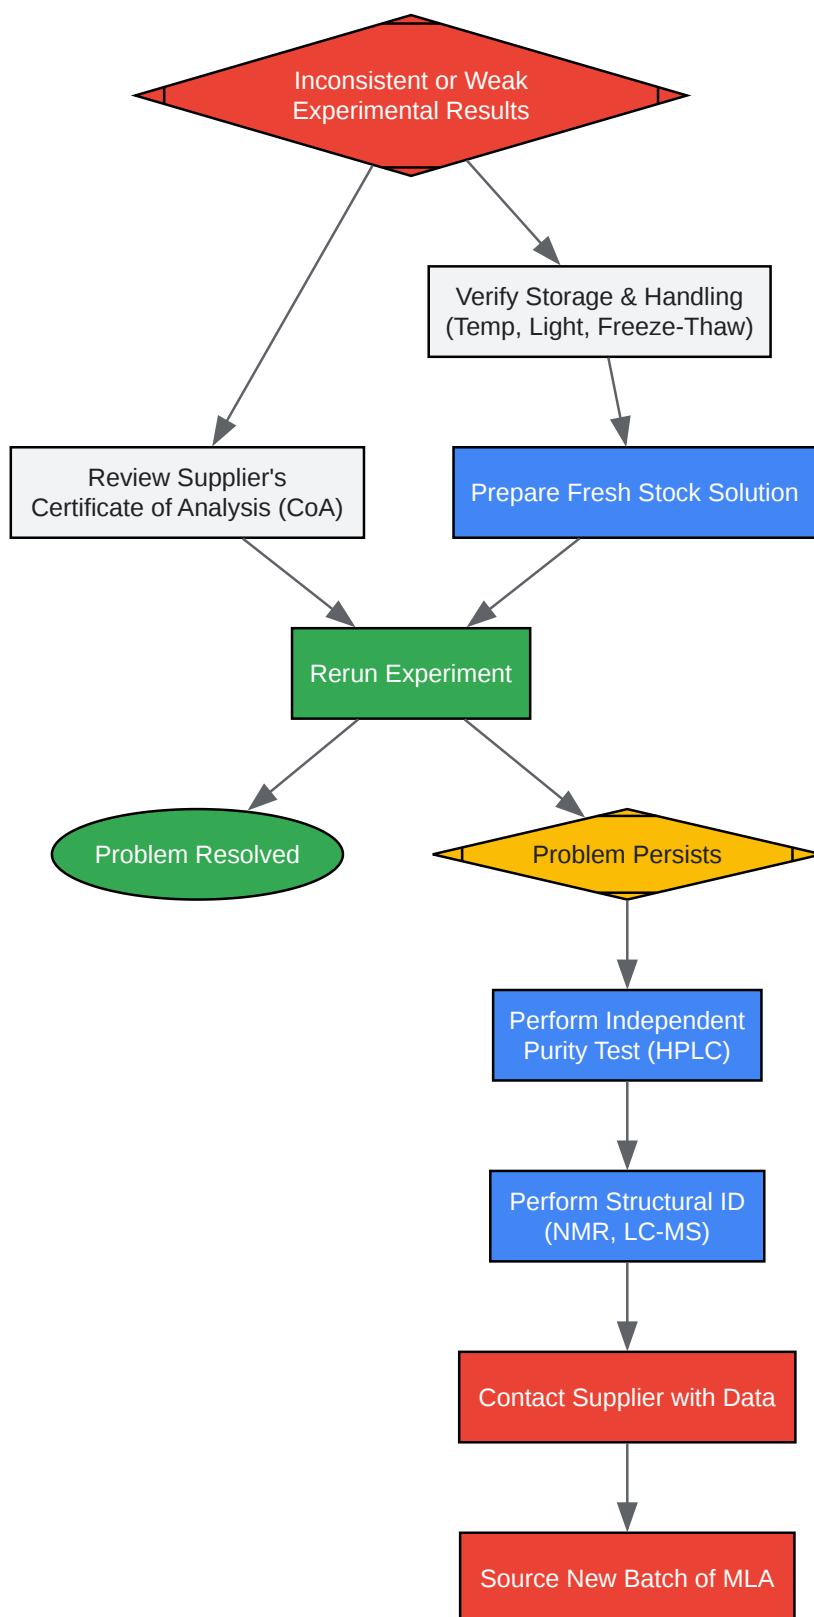 Inconsistent or Weak
Experimental Results
Verify Storage & Handling
(Temp, Light, Freeze-Thaw)
Review Supplier's
Certificate of Analysis (CoA)
Prepare Fresh Stock Solution
Rerun Experiment
Problem Resolved
Problem Persists
Perform Independent
Purity Test (HPLC)
Perform Structural ID
(NMR, LC-MS)
Contact Supplier with Data
Source New Batch of MLA